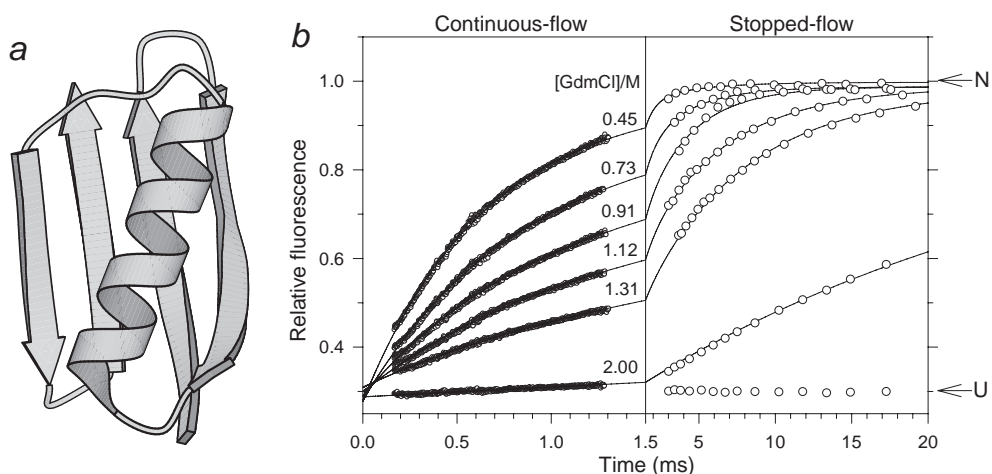 a
b
Continuous-flow
Stopped-flow
[GdmCl]/M
1.0
0.8
0.6
0.4
Relative fluorescence
0.45
0.73
0.91
1.12
1.31
2.00
N
U
0.0
0.5
1.0
1.5
5
10
15
20
Time (ms)